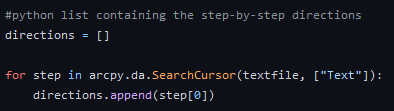 #python list containing the step-by-step directions
directions = []
for step in arcpy.da.SearchCursor(textfile, ["Text"]):
    directions.append(step[0])